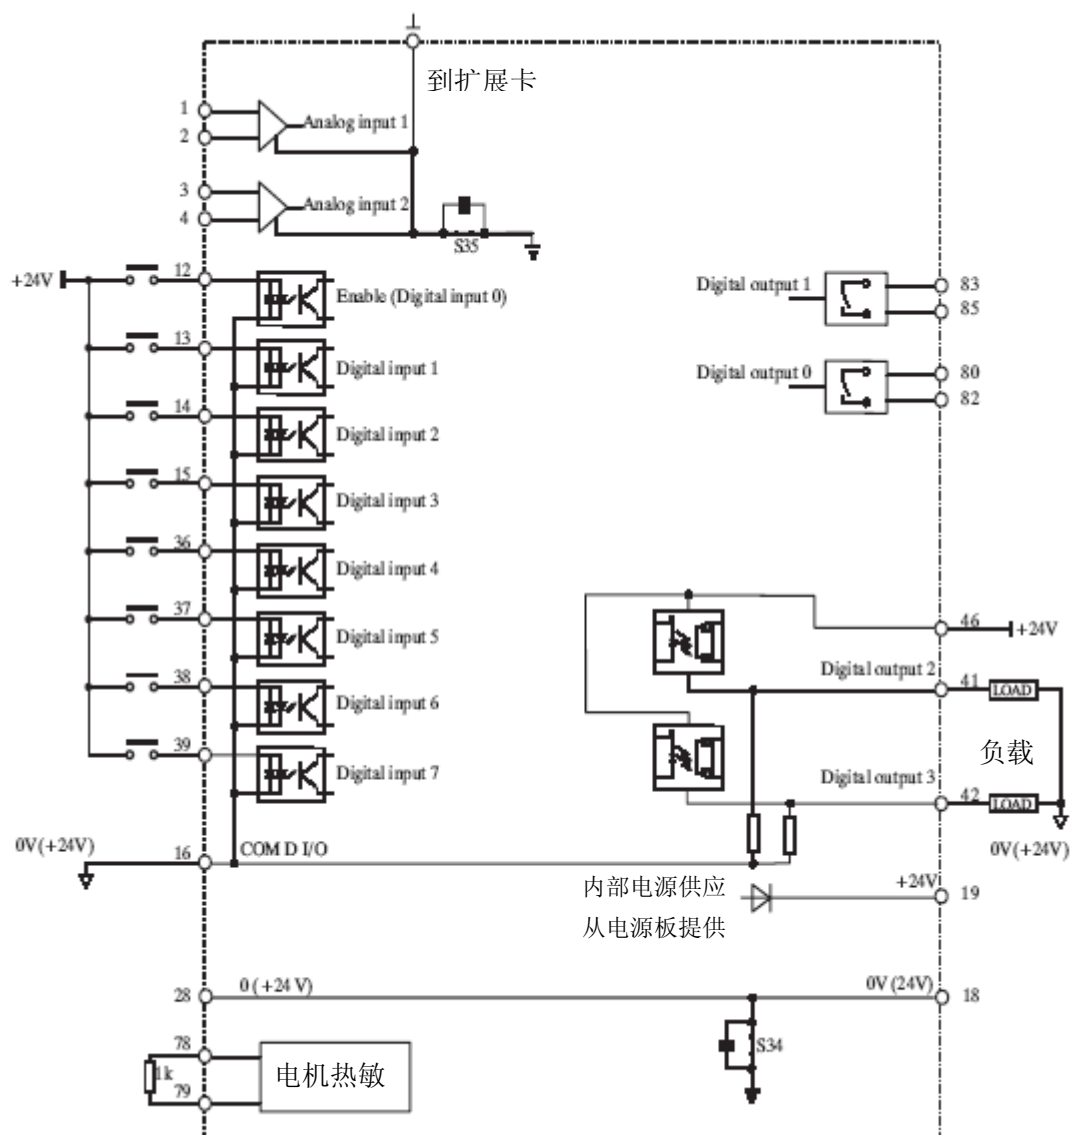 到扩展卡
1
Analog input 1
2
3
Analog input 2
4
S35
+24V
12
Enable (Digital input 0)
Digital output 1
83
85
13
Digital input 1
Digital output 0
80
82
14
Digital input 2
15
Digital input 3
36
Digital input 4
37
Digital input 5
46
+24V
38
Digital input 6
Digital output 2
41
LOAD
39
Digital input 7
负载
Digital output 3
42
LOAD
0V(+24V)
0V(+24V)
16
COM D I/O
内部电源供应
从电源板提供
+24V
19
28
0 (+24 V)
0V (24V)
18
78
1k
79
电机热敏
S34